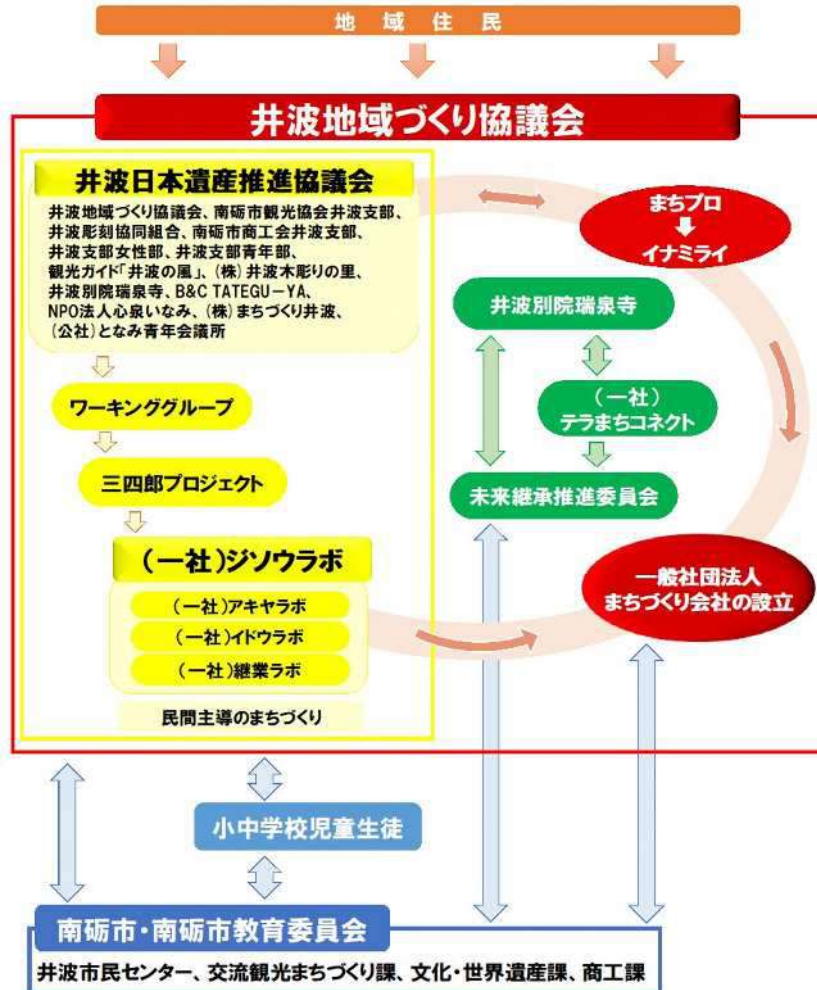 地域住民
井波地域づくり協議会
井波日本遺産推進協議会
井波地域づくり協議会、南砺市観光協会井波支部、
井波彫刻協同組合、南砺市商工会井波支部、
井波支部女性部、井波支部青年部、
観光ガイド「井波の風」、(株)井波木彫りの里、
井波別院瑞泉寺、B&C TATEGU-YA、
NPO法人心泉いなみ、(株)まちづくり井波、
(公社)となみ青年会議所
ワーキンググループ
三四郎プロジェクト
(一社)ジソウラボ
(一社)アキヤラボ
(一社)イドウラボ
(一社)継業ラボ
民間主導のまちづくり
まちプロ
イナミライ
井波別院瑞泉寺
(一社)
テラまちコネクト
未来継承推進委員会
一般社団法人
まちづくり会社の設立
小中学校児童生徒
南砺市・南砺市教育委員会
井波市民センター、交流観光まちづくり課、文化・世界遺産課、商工課